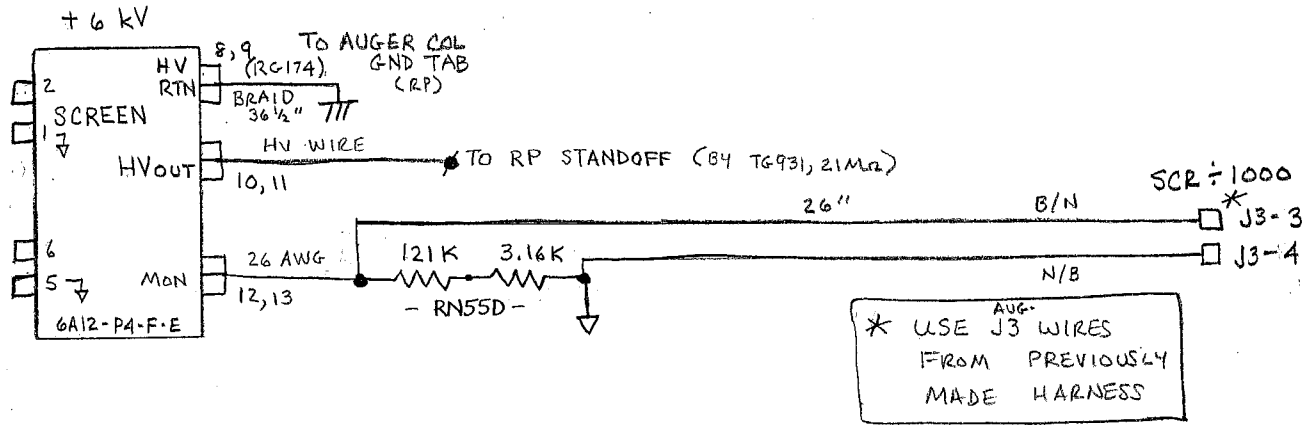 + 6 kV
8, 9
TO AUGER COL
GND TAB
(RP)
HV
RTN
(RG174)
BRAID
36 1/2"
2
SCREEN
1
HV WIRE
HVOUT
TO RP STANDOFF (BY TG931, 21MΩ)
10, 11
SCR ÷ 1000
26"
B/N
* J3-3
6
26 AWG
121K
3.16K
J3-4
5
MON
12, 13
N/B
- RN55D -
6A12-P4-F-E
AUG.
* USE J3 WIRES
FROM PREVIOUSLY
MADE HARNESS